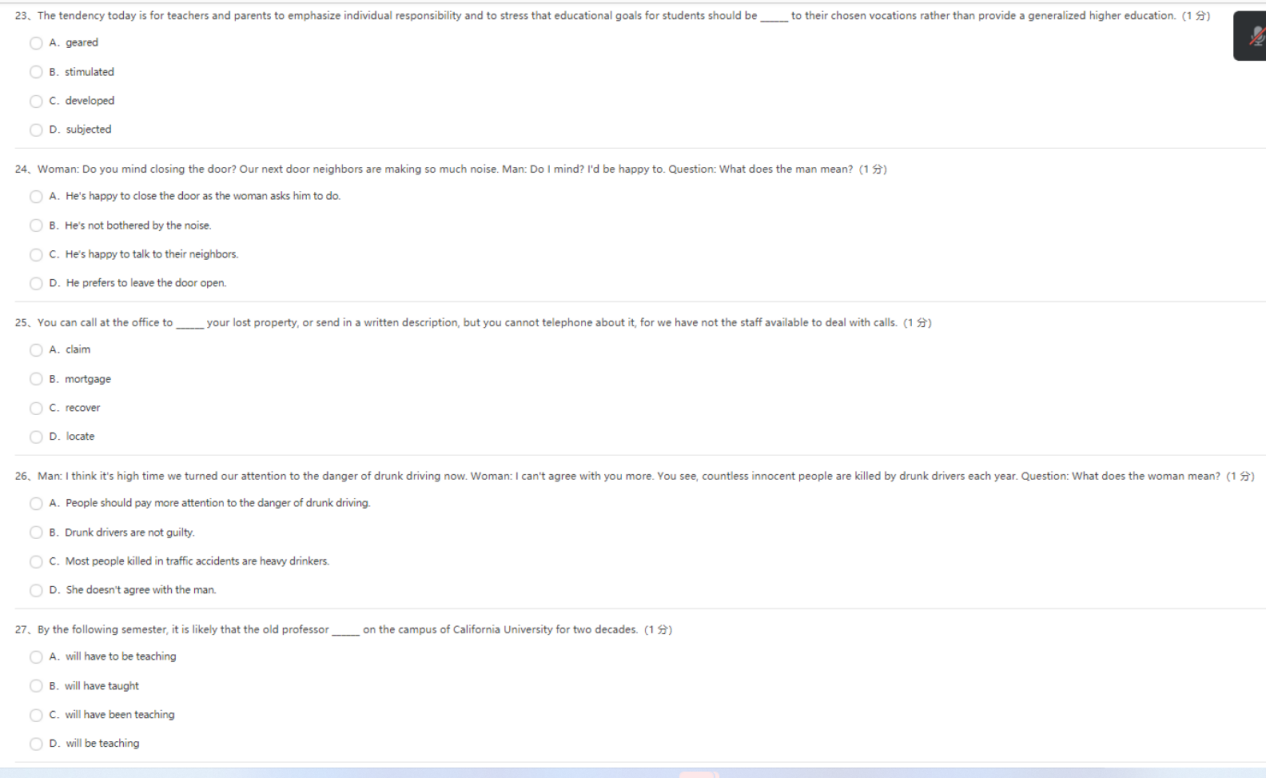 23、The tendency today is for teachers and parents to emphasize individual responsibility and to stress that educational goals for students should be _____ to their chosen vocations rather than provide a generalized higher education. (1 分)
A. geared
B. stimulated
C. developed
D. subjected
24、Woman: Do you mind closing the door? Our next door neighbors are making so much noise. Man: Do I mind? I'd be happy to. Question: What does the man mean? (1 分)
A. He's happy to close the door as the woman asks him to do.
B. He's not bothered by the noise.
C. He's happy to talk to their neighbors.
D. He prefers to leave the door open.
25、You can call at the office to _____ your lost property, or send in a written description, but you cannot telephone about it, for we have not the staff available to deal with calls. (1 分)
A. claim
B. mortgage
C. recover
D. locate
26、Man: I think it's high time we turned our attention to the danger of drunk driving now. Woman: I can't agree with you more. You see, countless innocent people are killed by drunk drivers each year. Question: What does the woman mean? (1 分)
A. People should pay more attention to the danger of drunk driving.
B. Drunk drivers are not guilty.
C. Most people killed in traffic accidents are heavy drinkers.
D. She doesn't agree with the man.
27、By the following semester, it is likely that the old professor _____ on the campus of California University for two decades. (1 分)
A. will have to be teaching
B. will have taught
C. will have been teaching
D. will be teaching